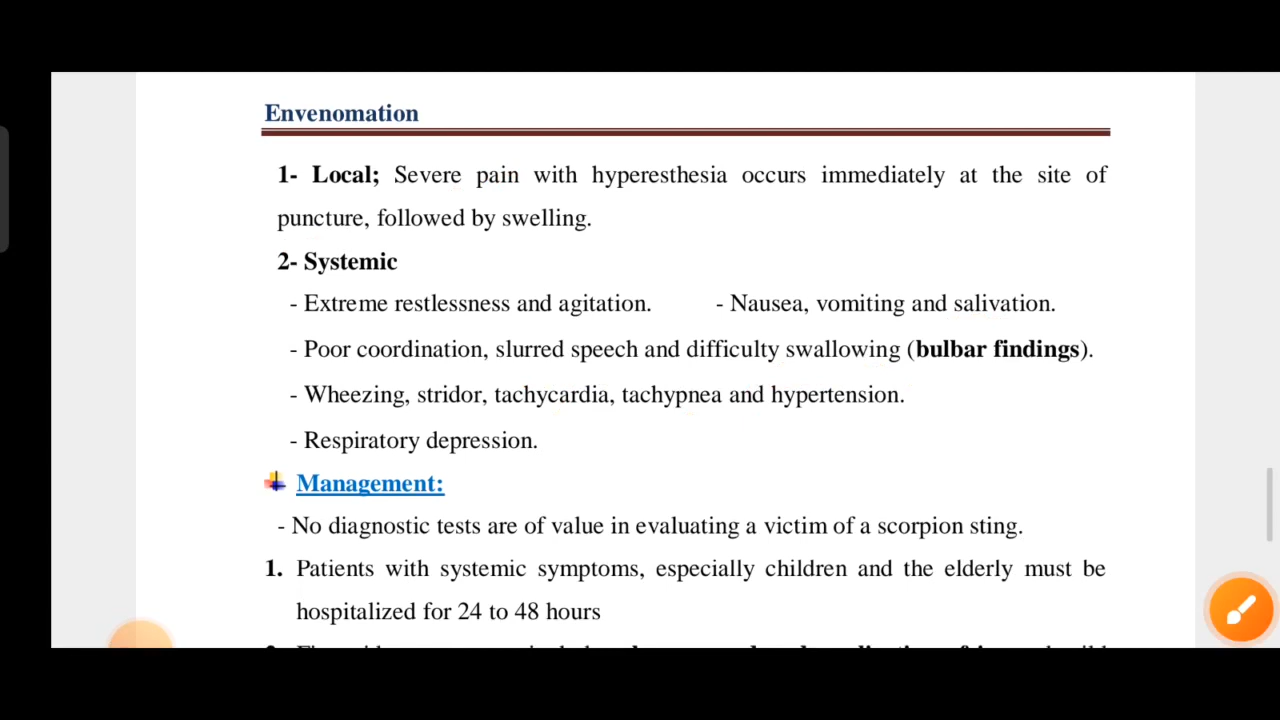 Envenomation
1- Local; Severe pain with hyperesthesia occurs immediately at the site of
puncture, followed by swelling.
2- Systemic
- Extreme restlessness and agitation. - Nausea, vomiting and salivation.
- Poor coordination, slurred speech and difficulty swallowing (bulbar findings).
- Wheezing, stridor, tachycardia, tachypnea and hypertension.
- Respiratory depression.
Management:
- No diagnostic tests are of value in evaluating a victim of a scorpion sting.
1. Patients with systemic symptoms, especially children and the elderly must be
hospitalized for 24 to 48 hours